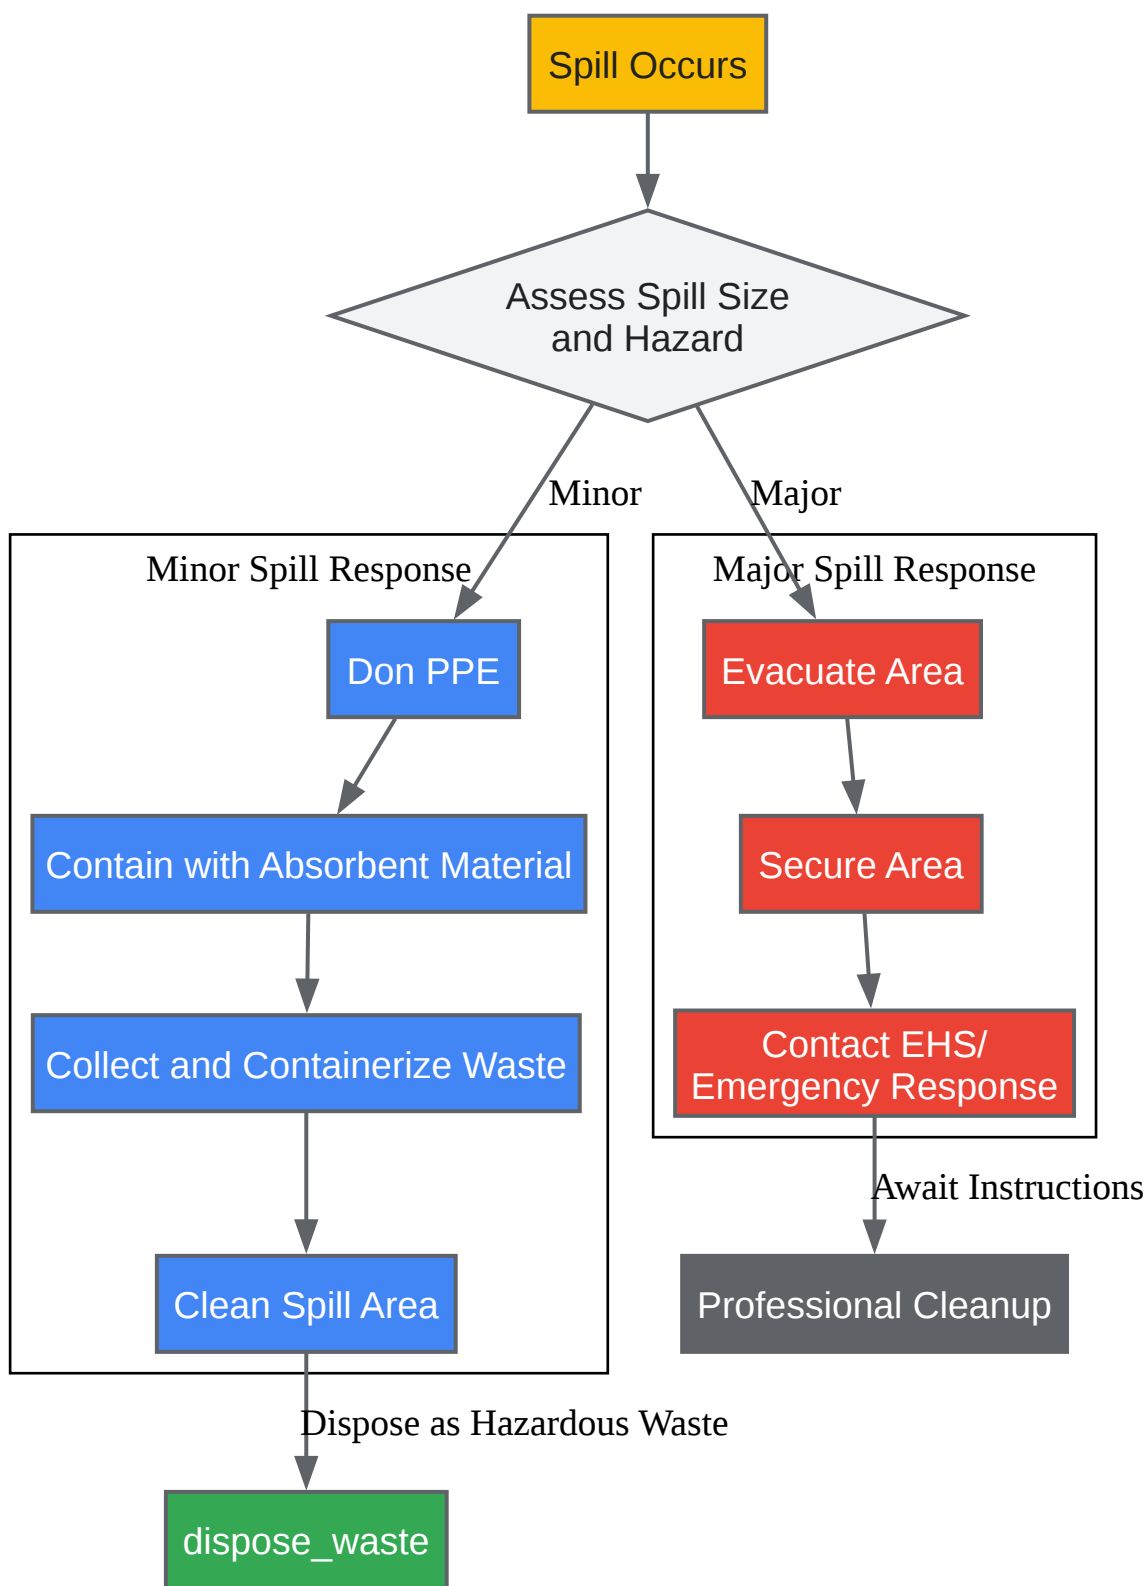 Spill Occurs
Assess Spill Size
and Hazard
Minor
Major
Minor Spill Response
Don PPE
Contain with Absorbent Material
Collect and Containerize Waste
Clean Spill Area
Dispose as Hazardous Waste
dispose_waste
Major Spill Response
Evacuate Area
Secure Area
Contact EHS/
Emergency Response
Await Instructions
Professional Cleanup